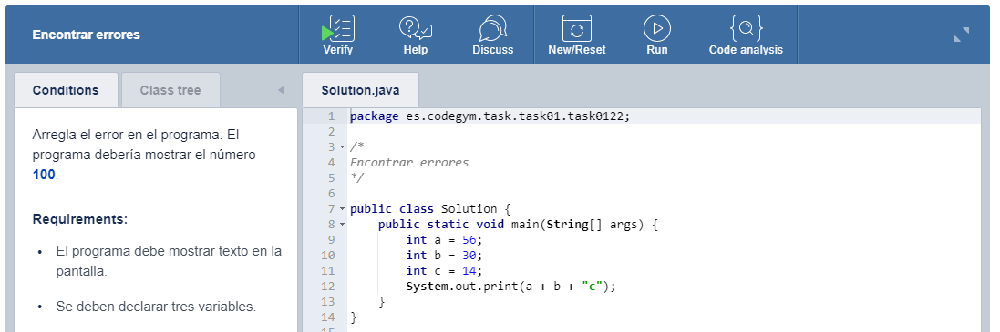 Encontrar errores
Verify
Help
Discuss
New/Reset
Run
Code analysis
Conditions
Class tree
Arregla el error en el programa. El
programa debería mostrar el número
100.
Requirements:
• El programa debe mostrar texto en la
pantalla.
• Se deben declarar tres variables.
Solution.java
1 package es.codegym.task.task01.task0122;
2
3 /*
4 Encontrar errores
5 */
6
7 public class Solution {
8     public static void main(String[] args) {
9         int a = 56;
10         int b = 30;
11         int c = 14;
12         System.out.print(a + b + "c");
13     }
14 }
15